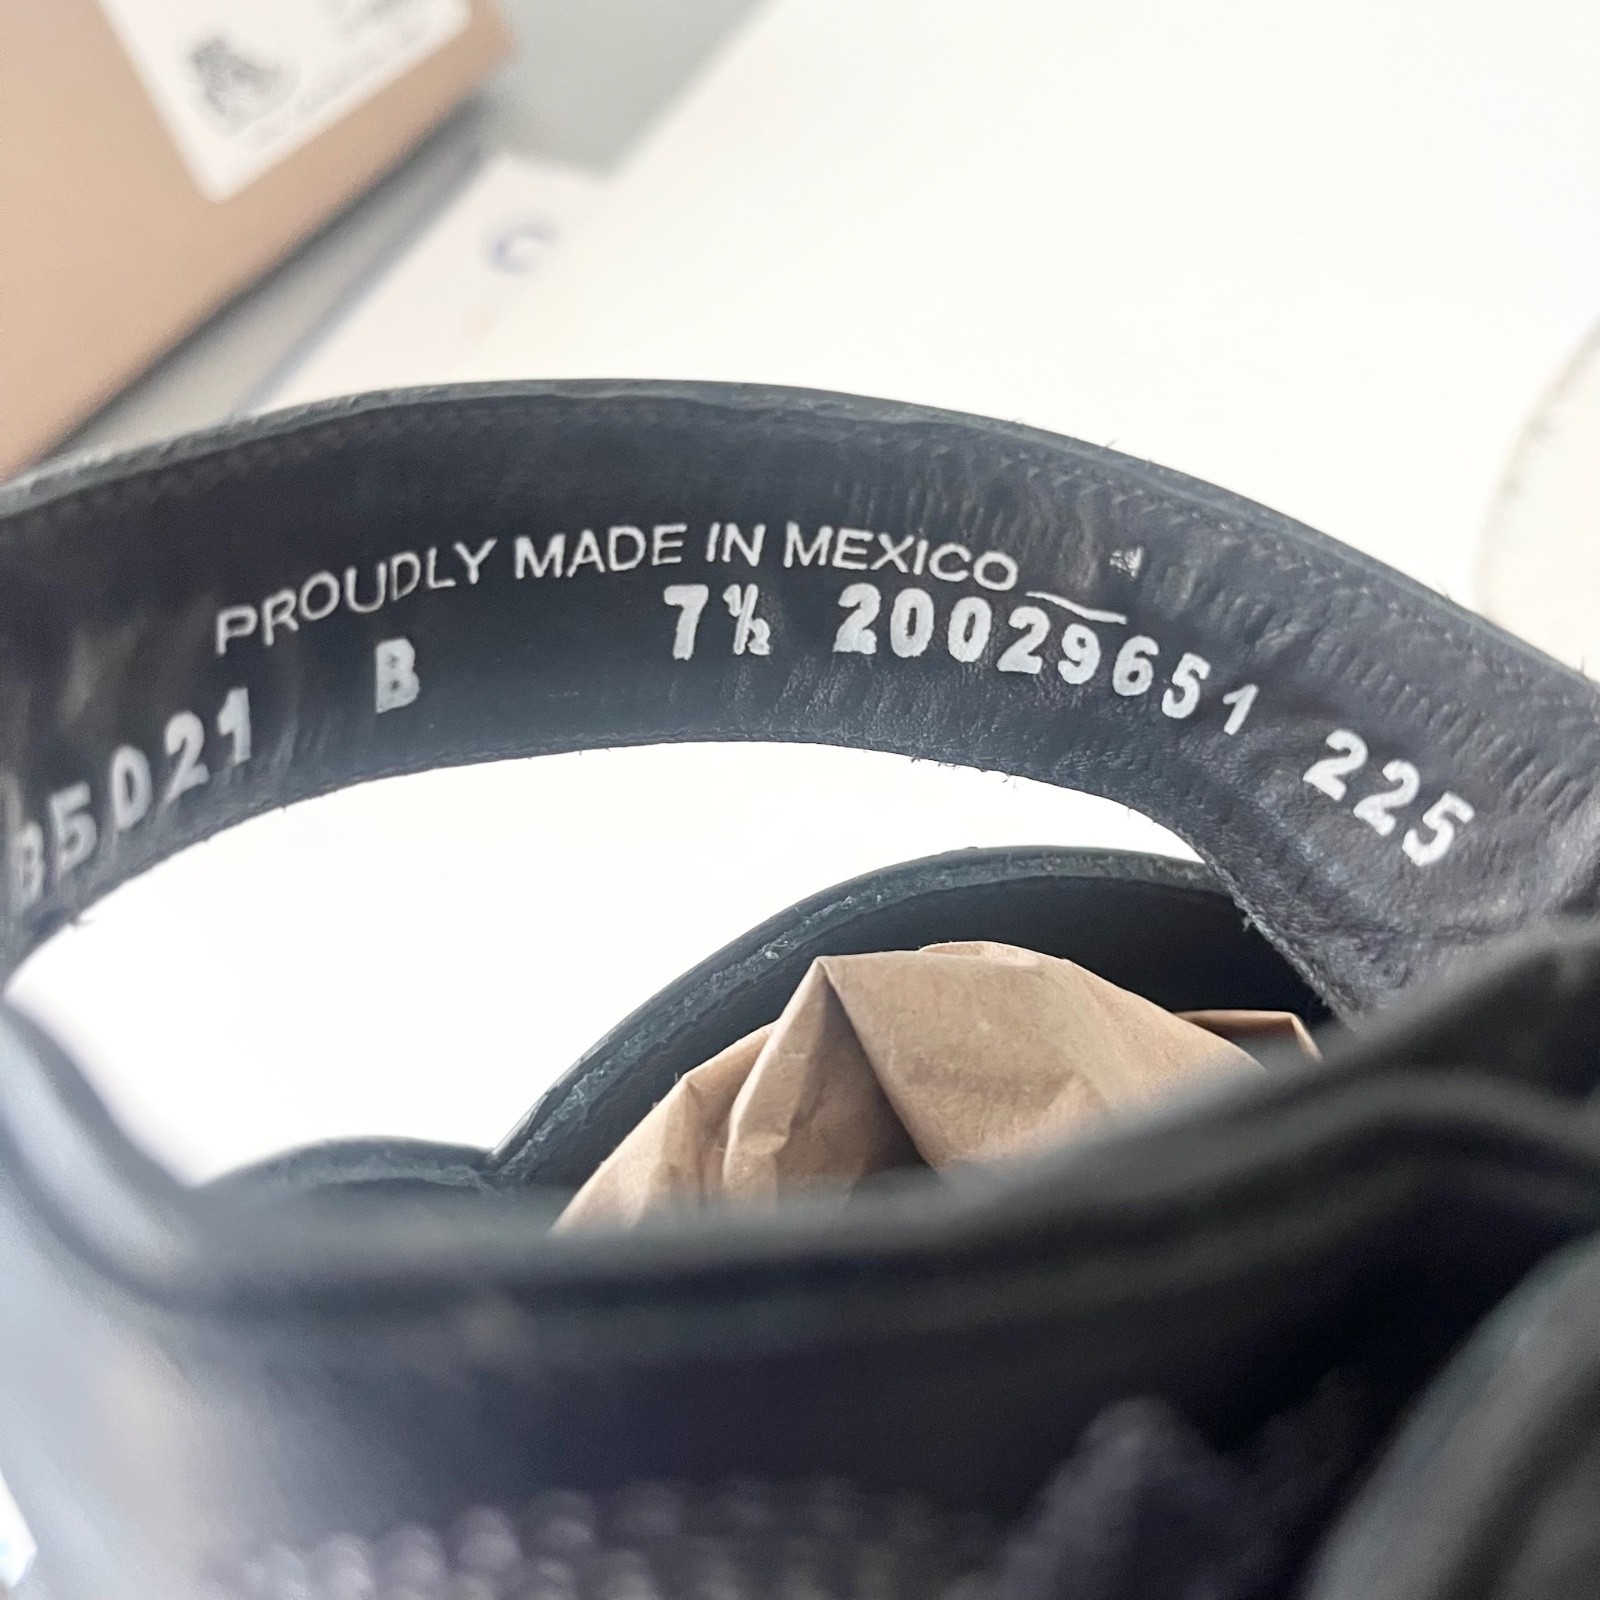 PROUDLY MADE IN MEXICO
35021 B 7½ 20029651 225